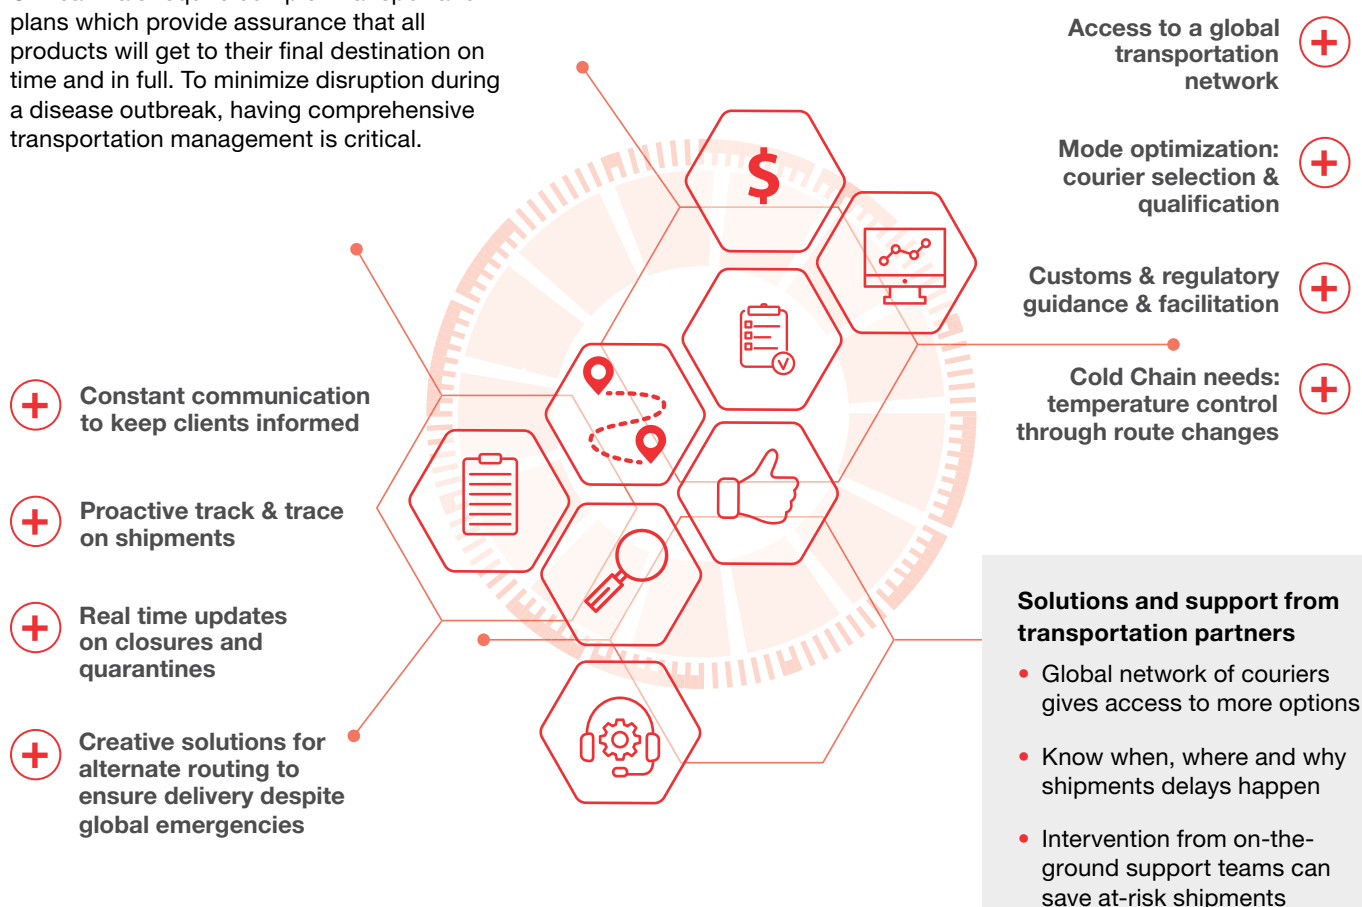 plans which provide assurance that all
products will get to their final destination on
time and in full. To minimize disruption during
a disease outbreak, having comprehensive
transportation management is critical.
Access to a global
transportation
network
Mode optimization:
courier selection &
qualification
Customs & regulatory
guidance & facilitation
Cold Chain needs:
temperature control
through route changes
$
Constant communication
to keep clients informed
Proactive track & trace
on shipments
Real time updates
on closures and
quarantines
Creative solutions for
alternate routing to
ensure delivery despite
global emergencies
Solutions and support from
transportation partners
• Global network of couriers
gives access to more options
• Know when, where and why
shipments delays happen
• Intervention from on-the-
ground support teams can
save at-risk shipments